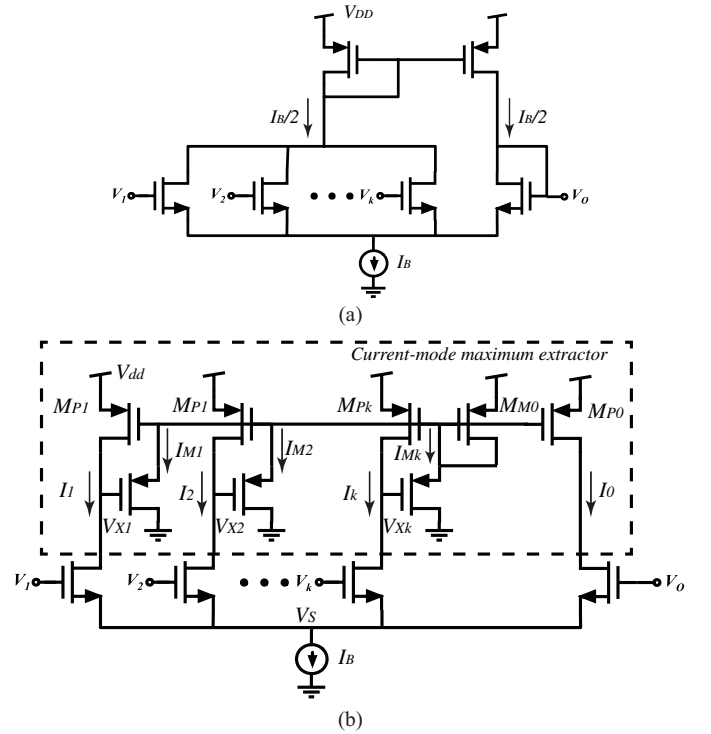 VDD
IB/2 IB/2
V1 V2 Vk VO
IB
(a)
Current-mode maximum extractor
Vdd
MP1 MP1 MPk MM0 MP0
IM1 IM2 IMk
I1 I2 Ik I0
VX1 VX2 VXk
V1 V2 Vk VO
VS
IB
(b)